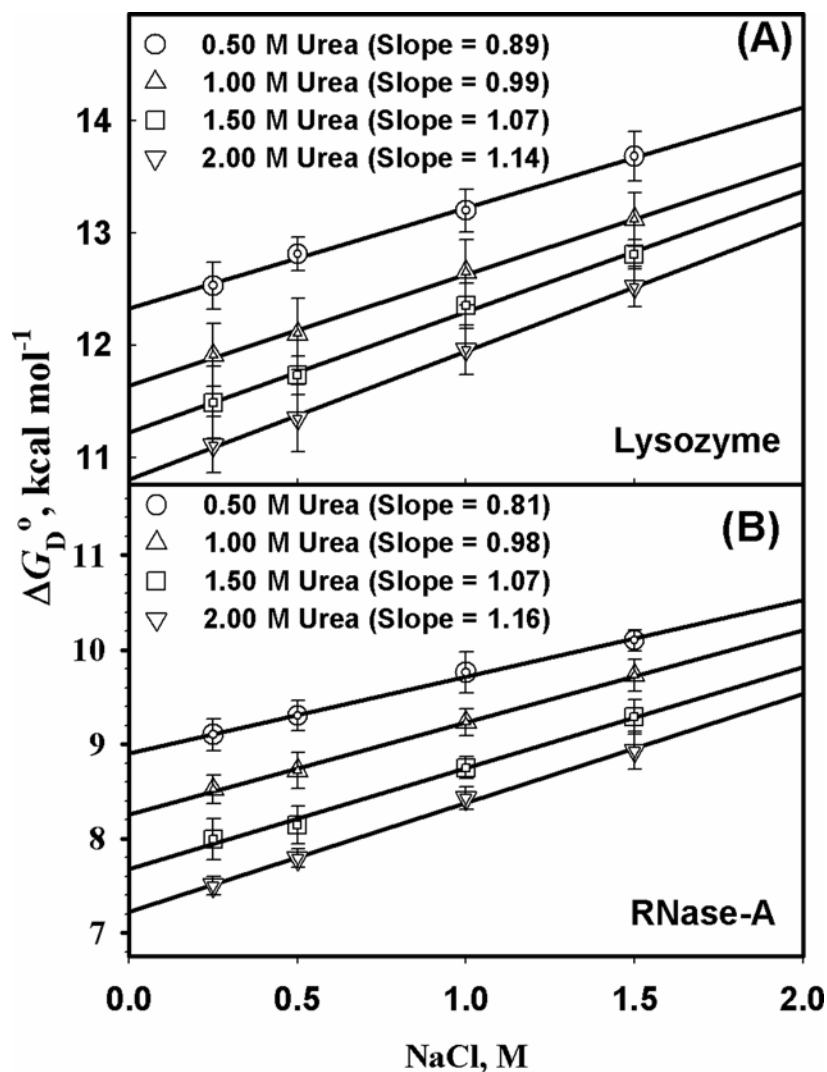 (A)
0.50 M Urea (Slope = 0.89)
1.00 M Urea (Slope = 0.99)
1.50 M Urea (Slope = 1.07)
2.00 M Urea (Slope = 1.14)
14
13
12
11
Lysozyme
ΔG_D°, kcal mol⁻¹
(B)
0.50 M Urea (Slope = 0.81)
1.00 M Urea (Slope = 0.98)
1.50 M Urea (Slope = 1.07)
2.00 M Urea (Slope = 1.16)
11
10
9
8
7
RNase-A
0.0 0.5 1.0 1.5 2.0
NaCl, M